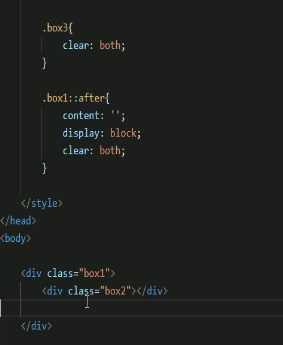 .box3{
clear: both;
}
.box1::after{
content: '';
display: block;
clear: both;
}
</style>
</head>
<body>
<div class="box1">
<div class="box2"></div>
</div>